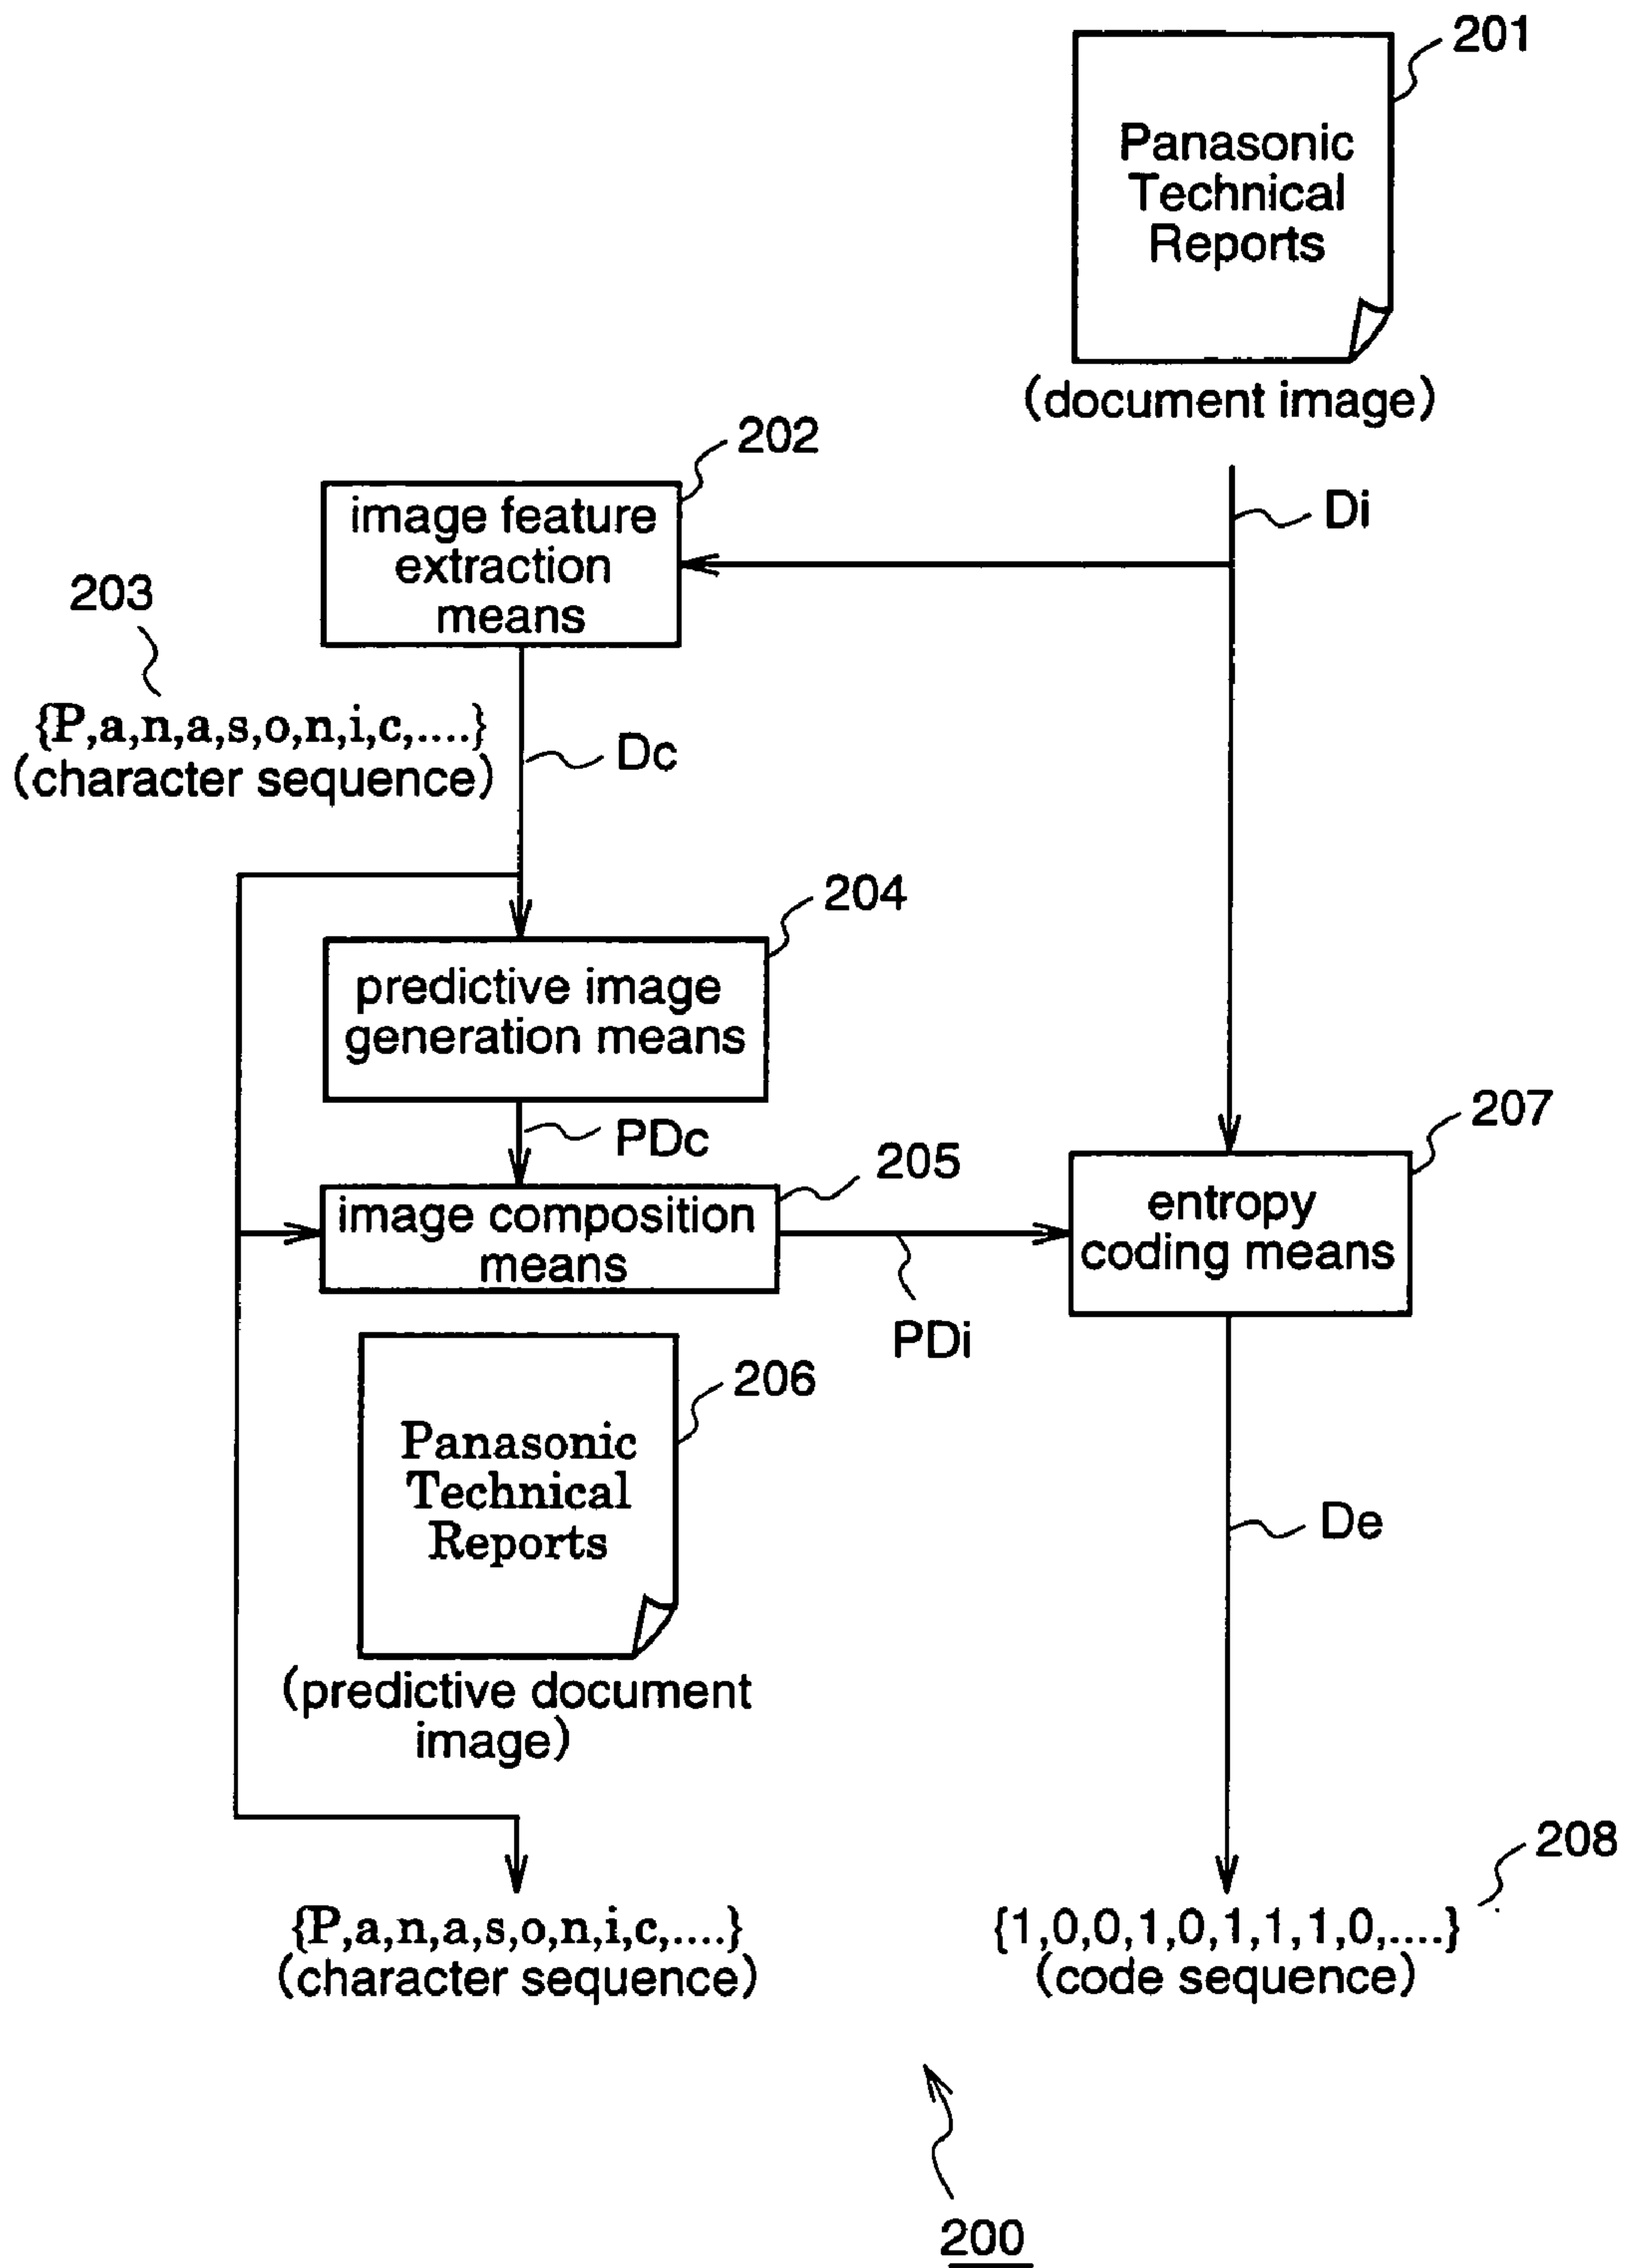 201
Panasonic
Technical
Reports
(document image)
202
Di
image feature
extraction
means
203
{P,a,n,a,s,o,n,i,c,....}
(character sequence)
Dc
204
predictive image
generation means
PDc
207
205
entropy
coding means
image composition
means
PDi
206
Panasonic
Technical
Reports
De
(predictive document
image)
208
{P,a,n,a,s,o,n,i,c,....}
(character sequence)
{1,0,0,1,0,1,1,1,0,....}
(code sequence)
200